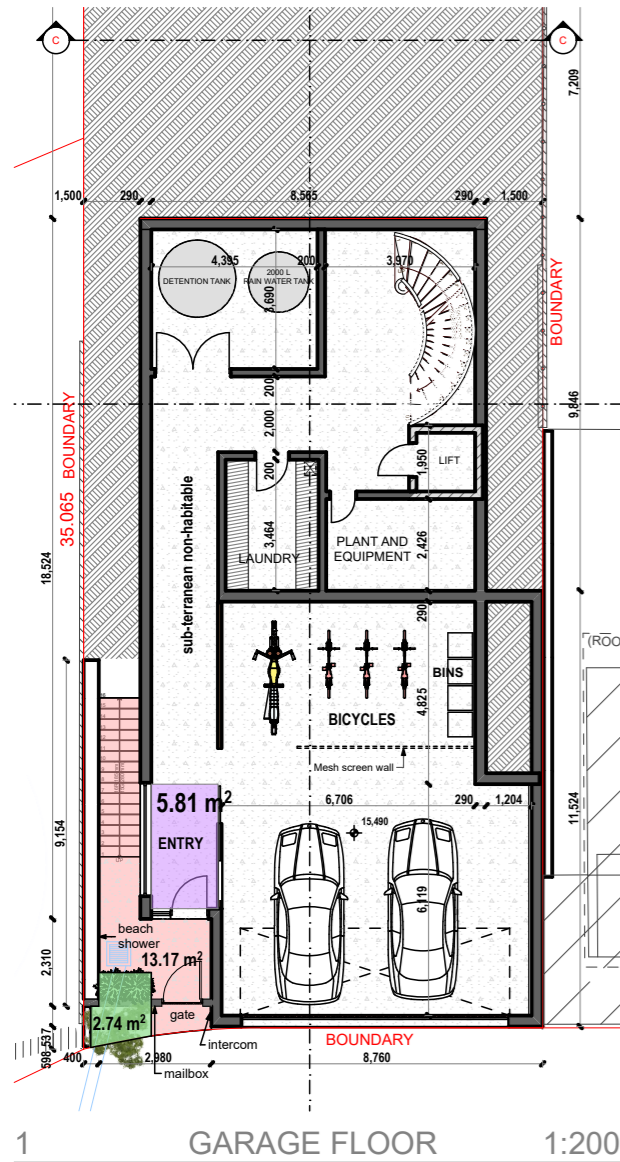 C
C
7,209
1,500
290
8,565
290
1,500
4,395
200
3,970
DETENTION TANK
2000 L
RAIN WATER TANK
3,690
BOUNDARY
9,846
200
2,000
200
1,950
LIFT
35.065 BOUNDARY
18,524
sub-terranean non-habitable
3,464
LAUNDRY
PLANT AND
EQUIPMENT
2,426
290
(ROO
BINS
4,825
BICYCLES
Mesh screen wall
5.81 m²
6,706
290
1,204
ENTRY
15,490
11,524
9,154
6,119
beach
shower
13.17 m²
2,310
2.74 m²
gate
intercom
BOUNDARY
537
598
400
2,980
8,760
mailbox
1
GARAGE FLOOR
1:200